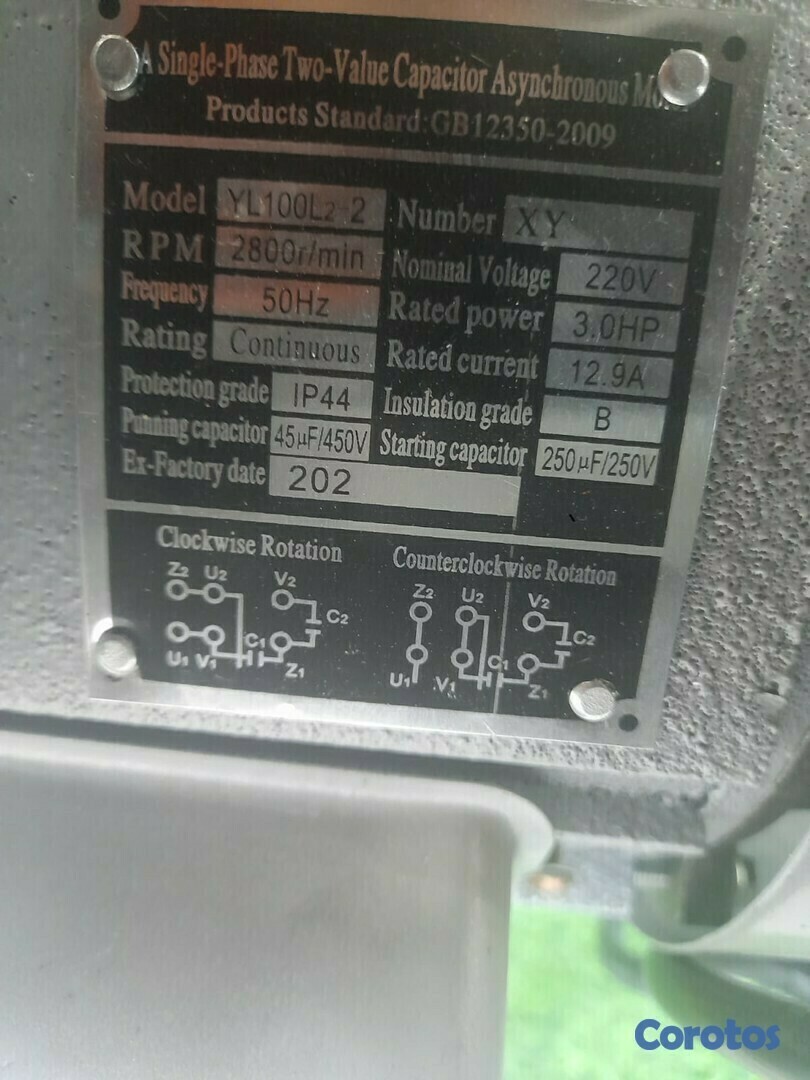 A Single-Phase Two-Value Capacitor Asynchronous Motor
Products Standard:GB12350-2009
Model YL100L2-2 Number XY
RPM 2800r/min Nominal Voltage 220V
Frequency 50Hz Rated power 3.0HP
Rating Continuous Rated current 12.9A
Protection grade IP44 Insulation grade B
Punning capacitor 45μF/450V Starting capacitor 250μF/250V
Ex-Factory date 202
Clockwise Rotation Counterclockwise Rotation
Z2 U2 V2 Z2 U2 V2
C2 C2
C1 C1
U1 V1 Z1 U1 V1 Z1
Corotos